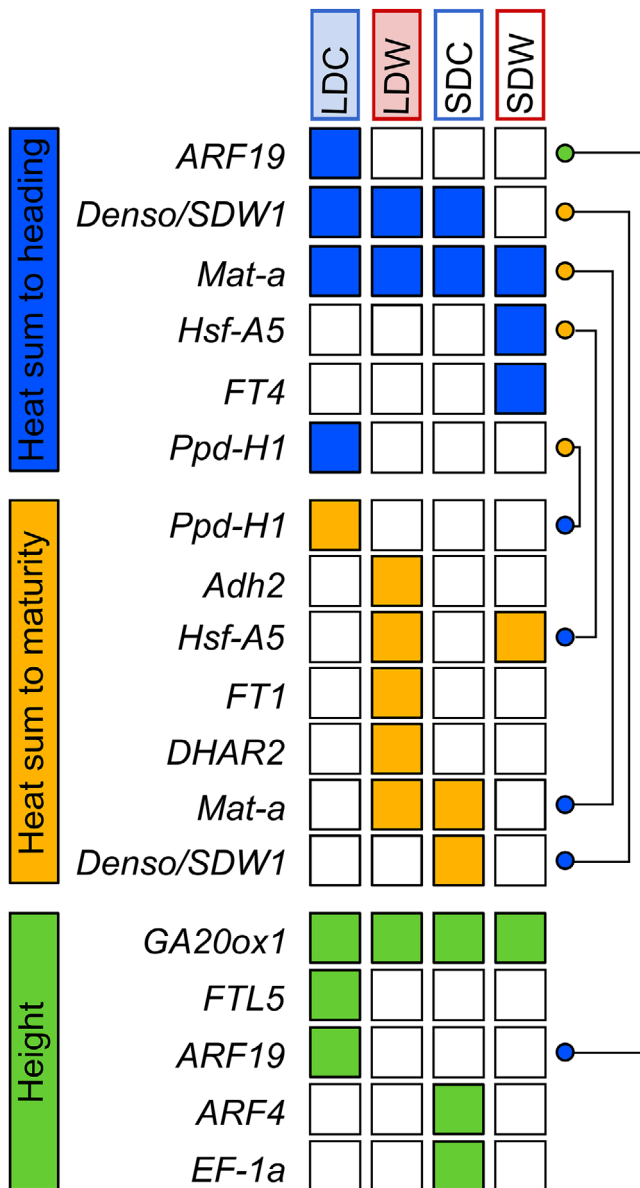 LDC
LDW
SDC
SDW
Heat sum to heading
ARF19
Denso/SDW1
Mat-a
Hsf-A5
FT4
Ppd-H1
Heat sum to maturity
Ppd-H1
Adh2
Hsf-A5
FT1
DHAR2
Mat-a
Denso/SDW1
Height
GA20ox1
FTL5
ARF19
ARF4
EF-1a